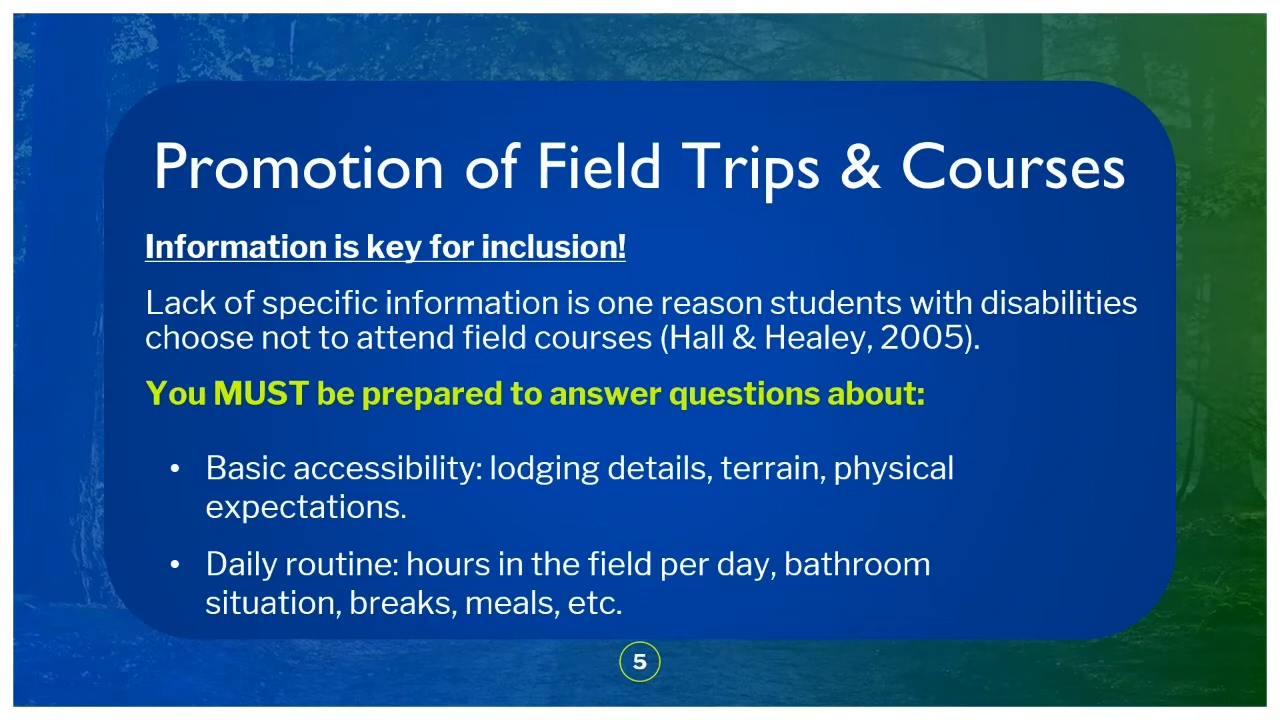 Promotion of Field Trips & Courses
Information is key for inclusion!
Lack of specific information is one reason students with disabilities
choose not to attend field courses (Hall & Healey, 2005).
You MUST be prepared to answer questions about:
• Basic accessibility: lodging details, terrain, physical
expectations.
• Daily routine: hours in the field per day, bathroom
situation, breaks, meals, etc.
5